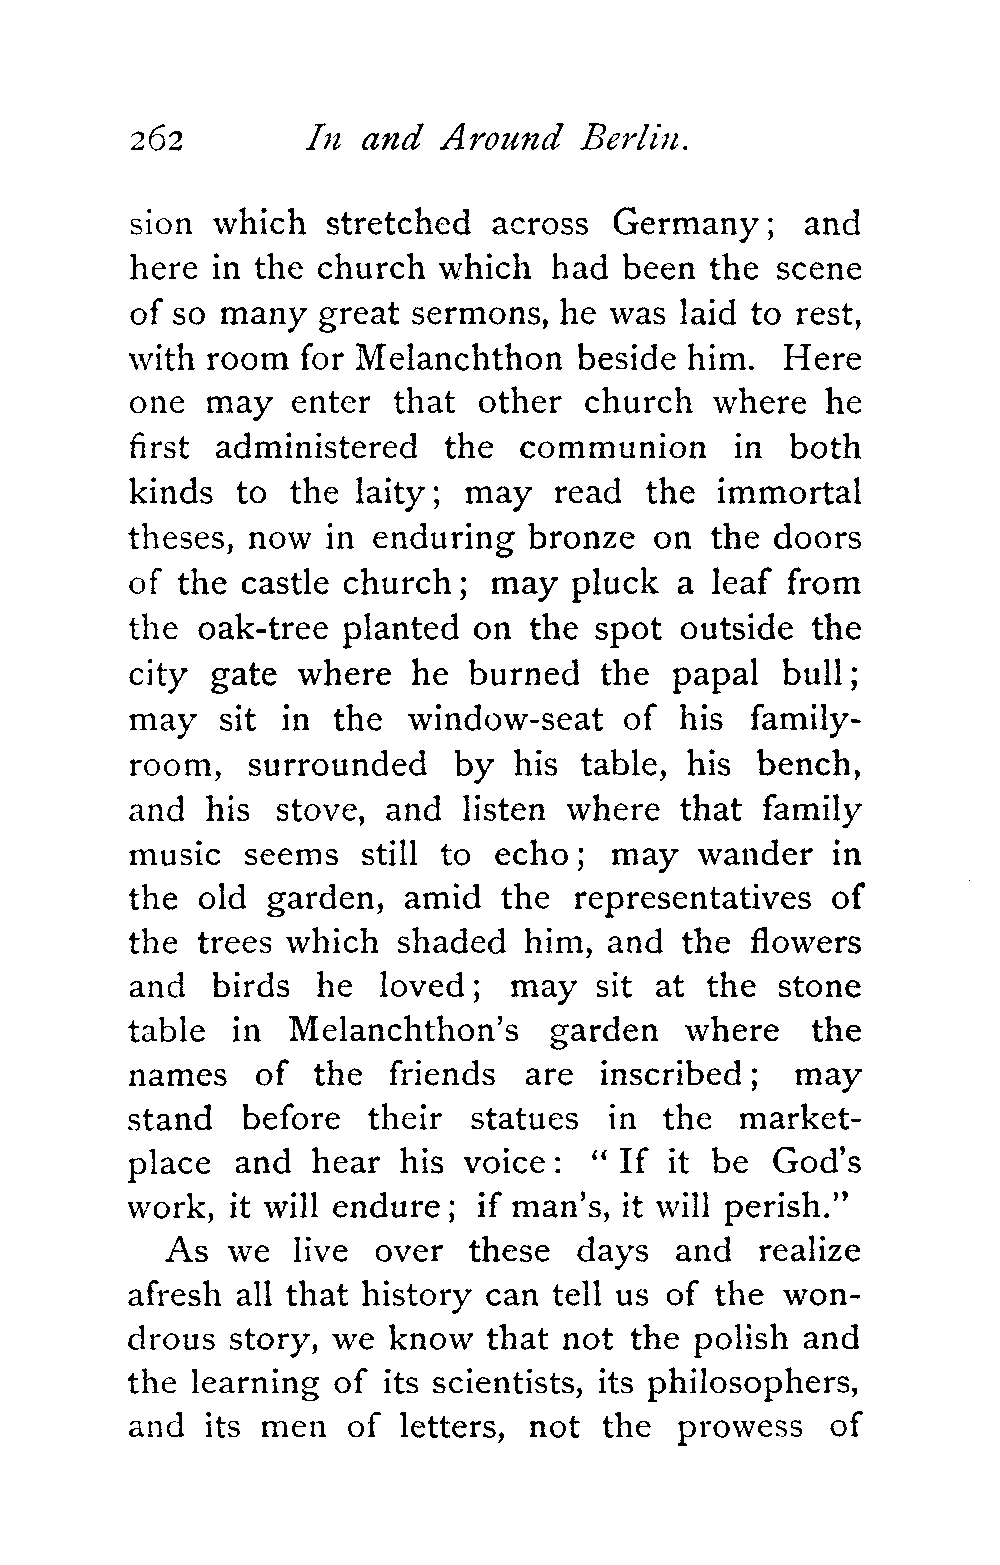 262 In and Around Berlin.
sion which stretched across Germany; and
here in the church which had been the scene
of so many great sermons, he was laid to rest,
with room for Melanchthon beside him. Here
one may enter that other church where he
first administered the communion in both
kinds to the laity; may read the immortal
theses, now in enduring bronze on the doors
of the castle church; may pluck a leaf from
the oak-tree planted on the spot outside the
city gate where he burned the papal bull;
may sit in the window-seat of his family-
room, surrounded by his table, his bench,
and his stove, and listen where that family
music seems still to echo; may wander in
the old garden, amid the representatives of
the trees which shaded him, and the flowers
and birds he loved; may sit at the stone
table in Melanchthon's garden where the
names of the friends are inscribed; may
stand before their statues in the market-
place and hear his voice: "If it be God's
work, it will endure; if man's, it will perish."
As we live over these days and realize
afresh all that history can tell us of the won-
drous story, we know that not the polish and
the learning of its scientists, its philosophers,
and its men of letters, not the prowess of